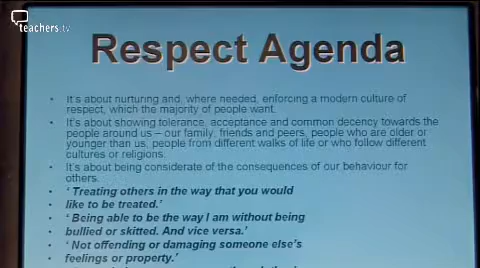 teachers.tv
Respect Agenda
• It's about nurturing and, where needed, enforcing a modern culture of
respect, which the majority of people want.
• It's about showing tolerance, acceptance and common decency towards the
people around us – our family, friends and peers, people who are older or
younger than us, people from different walks of life or who follow different
cultures or religions.
• It's about being considerate of the consequences of our behaviour for
others.
• ‘ Treating others in the way that you would
• like to be treated.’
• ‘ Being able to be the way I am without being
• bullied or skitted. And vice versa.’
• ‘ Not offending or damaging someone else’s
• feelings or property.’